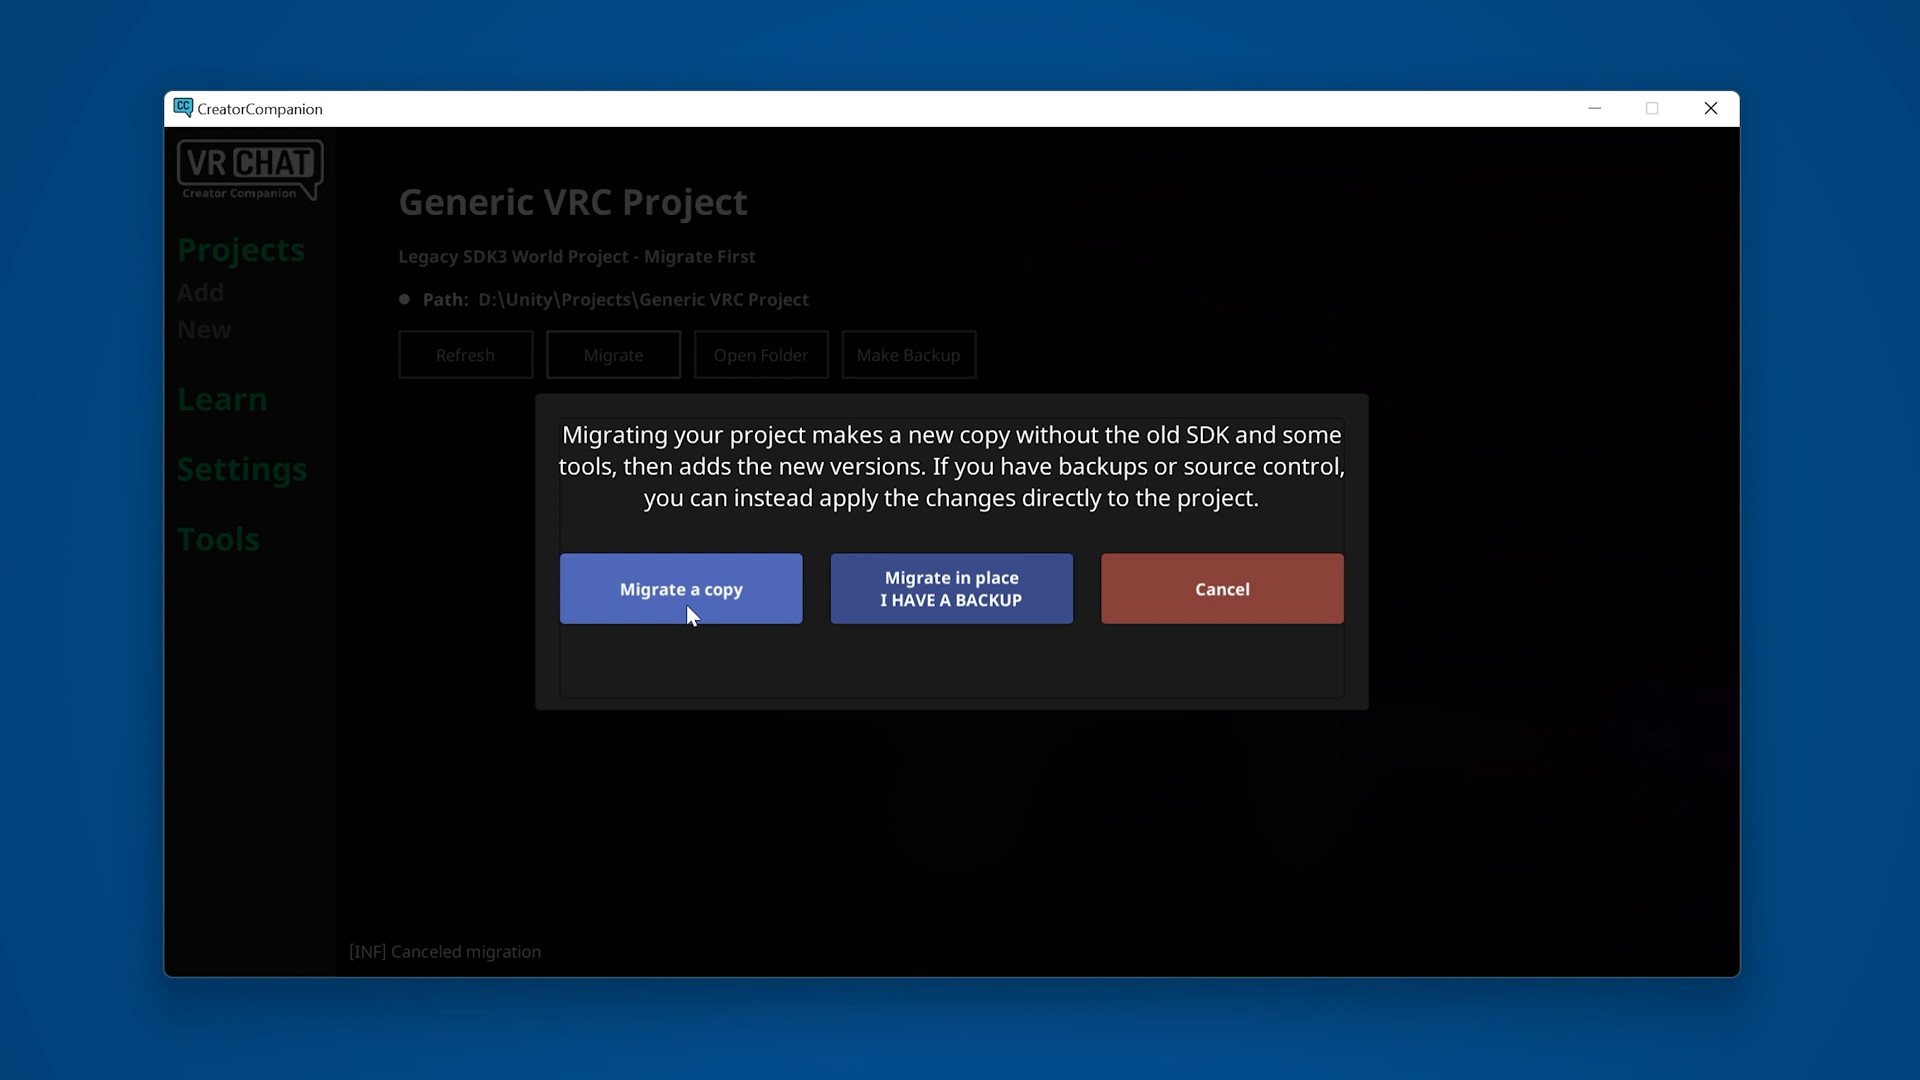 CC CreatorCompanion
VR CHAT
Creator Companion
Projects
Add
New
Learn
Settings
Tools
Generic VRC Project
Legacy SDK3 World Project - Migrate First
Path: D:\Unity\Projects\Generic VRC Project
Refresh Migrate Open Folder Make Backup
Migrating your project makes a new copy without the old SDK and some
tools, then adds the new versions. If you have backups or source control,
you can instead apply the changes directly to the project.
Migrate a copy
Migrate in place
I HAVE A BACKUP
Cancel
[INF] Canceled migration